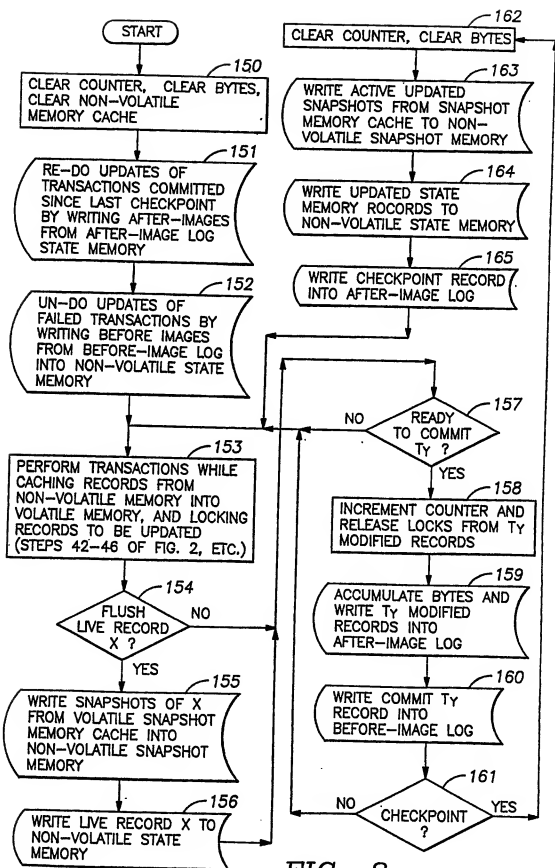 START
150
CLEAR COUNTER, CLEAR BYTES,
CLEAR NON-VOLATILE
MEMORY CACHE
151
RE-DO UPDATES OF
TRANSACTIONS COMMITTED
SINCE LAST CHECKPOINT
BY WRITING AFTER-IMAGES
FROM AFTER-IMAGE LOG
STATE MEMORY
152
UN-DO UPDATES OF
FAILED TRANSACTIONS BY
WRITING BEFORE IMAGES
FROM BEFORE-IMAGE LOG
INTO NON-VOLATILE STATE
MEMORY
153
PERFORM TRANSACTIONS WHILE
CACHING RECORDS FROM
NON-VOLATILE MEMORY INTO
VOLATILE MEMORY, AND LOCKING
RECORDS TO BE UPDATED
(STEPS 42-46 OF FIG. 2, ETC.)
154
FLUSH
LIVE RECORD
X ?
NO
YES
155
WRITE SNAPSHOTS OF X
FROM VOLATILE SNAPSHOT
MEMORY CACHE INTO
NON-VOLATILE SNAPSHOT
MEMORY
156
WRITE LIVE RECORD X TO
NON-VOLATILE STATE
MEMORY
162
CLEAR COUNTER, CLEAR BYTES
163
WRITE ACTIVE UPDATED
SNAPSHOTS FROM SNAPSHOT
MEMORY CACHE TO NON-
VOLATILE SNAPSHOT MEMORY
164
WRITE UPDATED STATE
MEMORY ROCORDS TO
NON-VOLATILE STATE MEMORY
165
WRITE CHECKPOINT RECORD
INTO AFTER-IMAGE LOG
157
NO
READY
TO COMMIT
TY ?
YES
158
INCREMENT COUNTER AND
RELEASE LOCKS FROM TY
MODIFIED RECORDS
159
ACCUMULATE BYTES AND
WRITE TY MODIFIED
RECORDS INTO
AFTER-IMAGE LOG
160
WRITE COMMIT TY
RECORD INTO
BEFORE-IMAGE LOG
161
NO
CHECKPOINT
?
YES